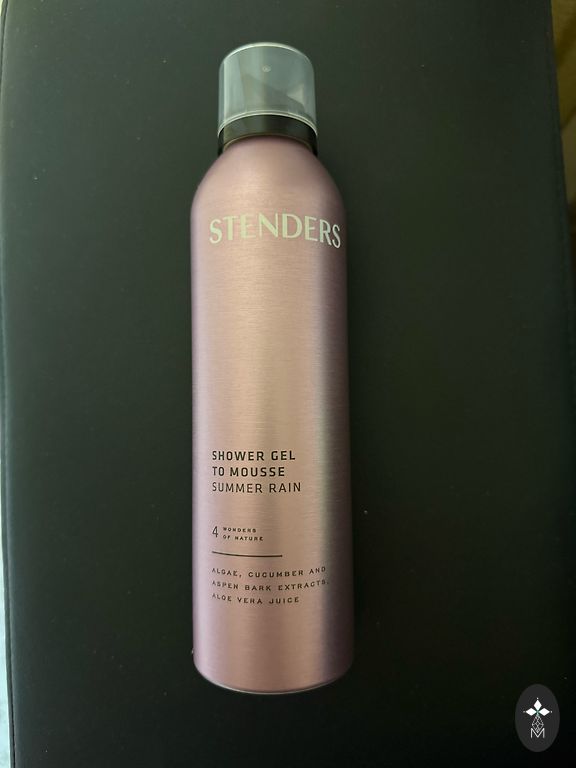 STENDERS
SHOWER GEL
TO MOUSSE
SUMMER RAIN
4 WONDERS
OF NATURE
ALGAE, CUCUMBER AND
ASPEN BARK EXTRACTS,
ALOE VERA JUICE
M